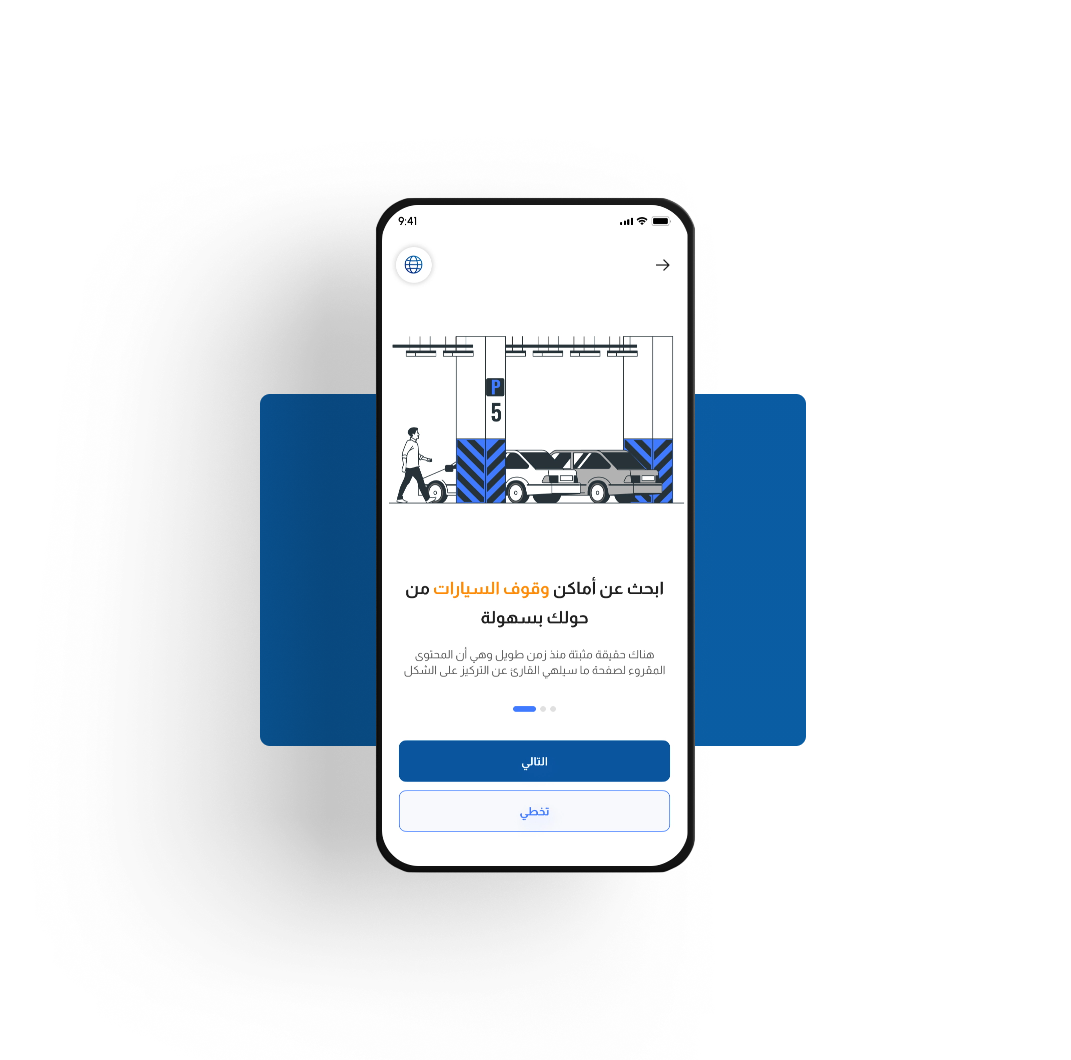 9:41
P
5
ابحث عن أماكن وقوف السيارات من
حولك بسهولة
هناك حقيقة مثبتة منذ زمن طويل وهي أن المحتوى
المقروء لصفحة ما سيلهي القارئ عن التركيز على الشكل
التالي
تخطي